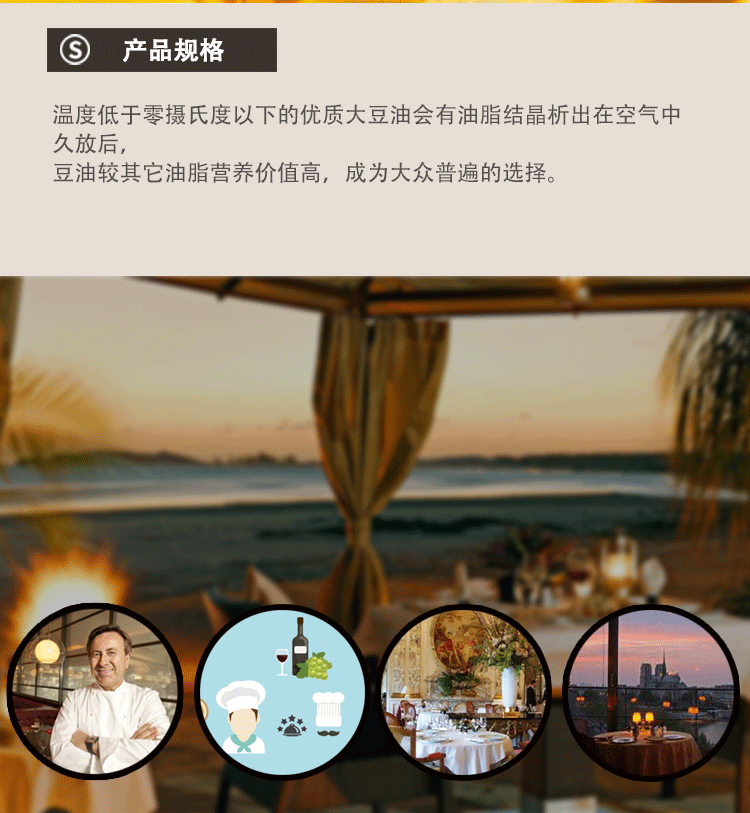 S 产品规格
温度低于零摄氏度以下的优质大豆油会有油脂结晶析出在空气中
久放后,
豆油较其它油脂营养价值高，成为大众普遍的选择。